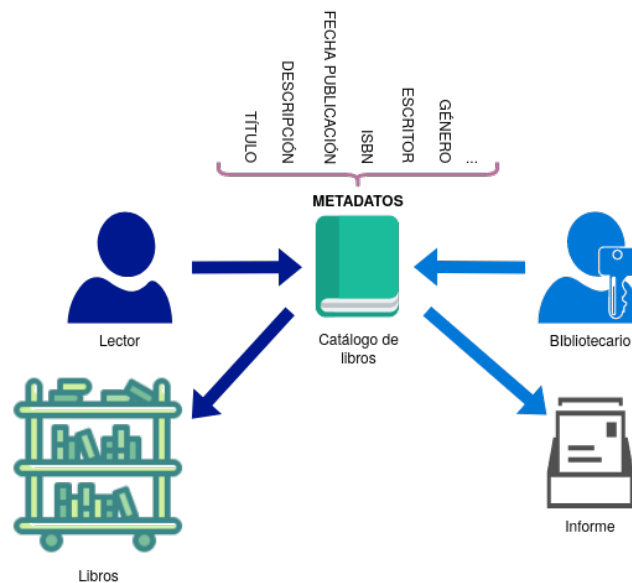 TÍTULO
DESCRIPCIÓN
FECHA PUBLICACIÓN
ISBN
ESCRITOR
GÉNERO
...
METADATOS
Lector
Catálogo de
libros
BIbliotecario
Libros
Informe